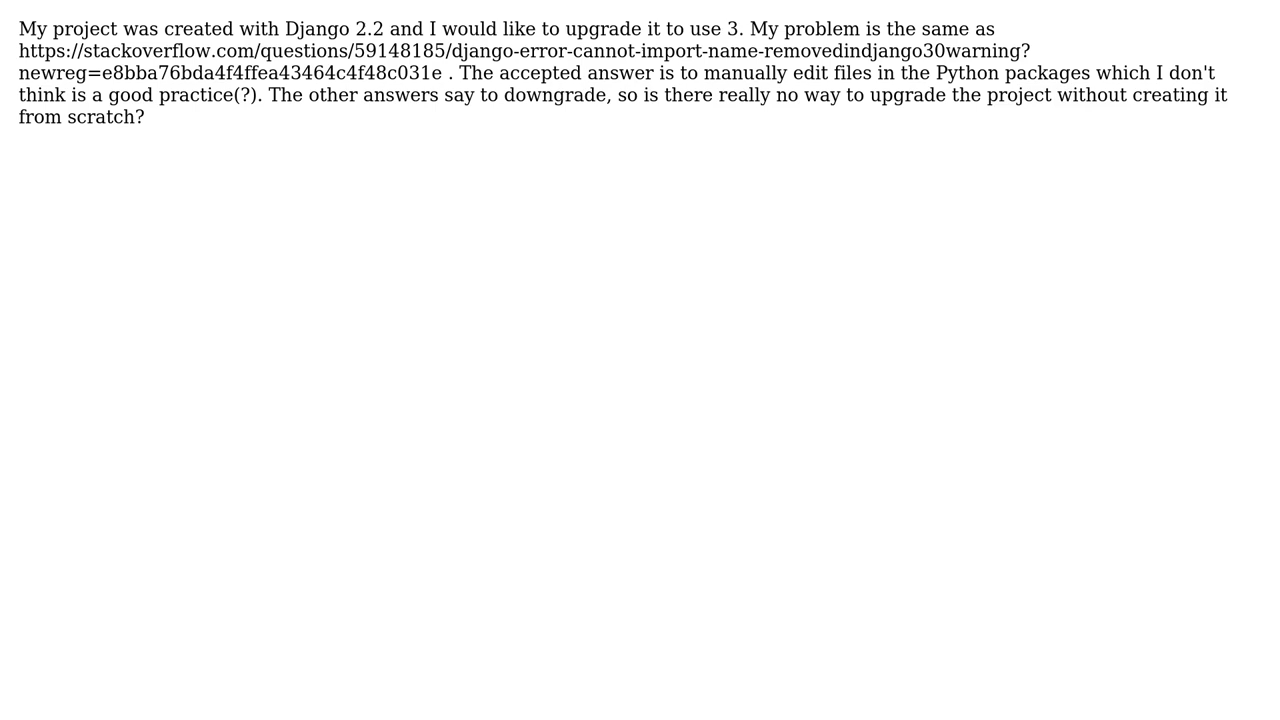 My project was created with Django 2.2 and I would like to upgrade it to use 3. My problem is the same as
https://stackoverflow.com/questions/59148185/django-error-cannot-import-name-removedindjango30warning?
newreg=e8bba76bda4f4ffea43464c4f48c031e . The accepted answer is to manually edit files in the Python packages which I don't
think is a good practice(?). The other answers say to downgrade, so is there really no way to upgrade the project without creating it
from scratch?